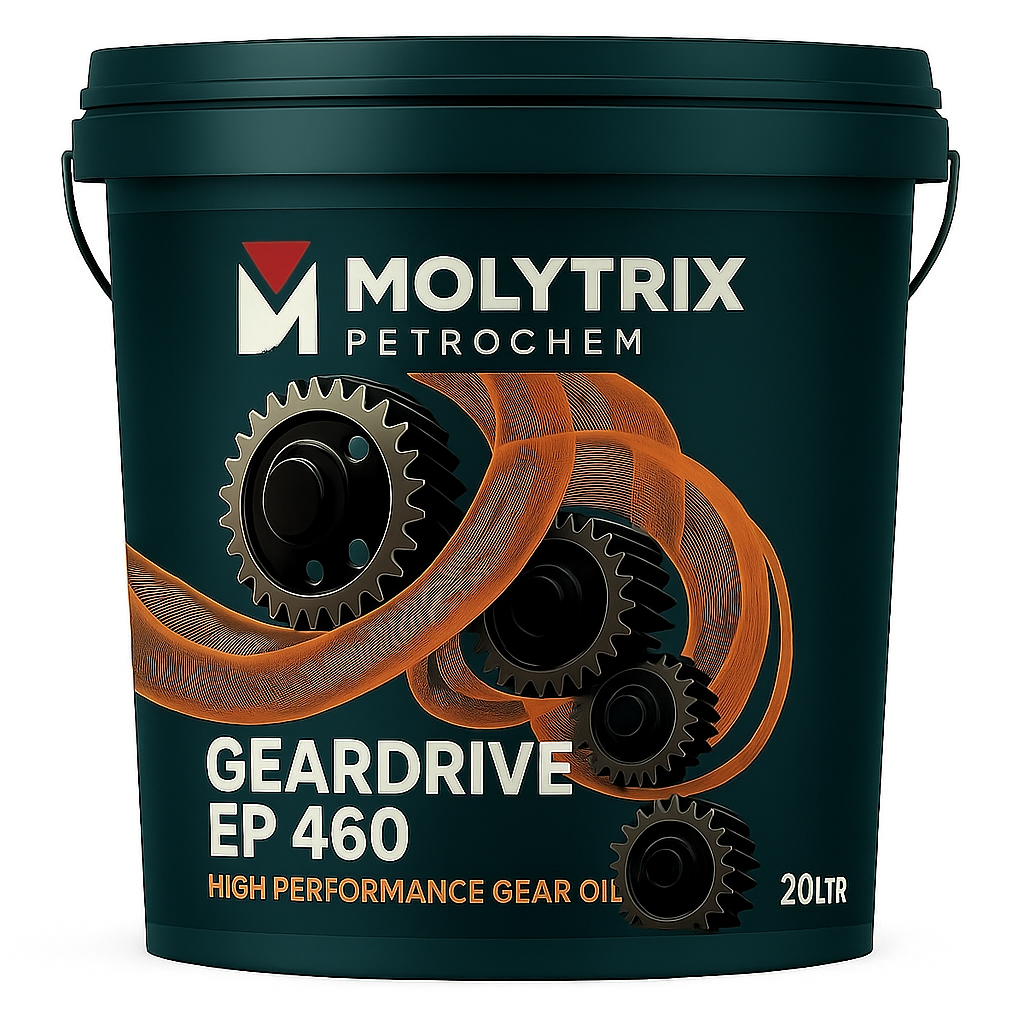 MOLYTRIX
PETROCHEM
GEARDRIVE
EP 460
HIGH PERFORMANCE GEAR OIL
20LTR